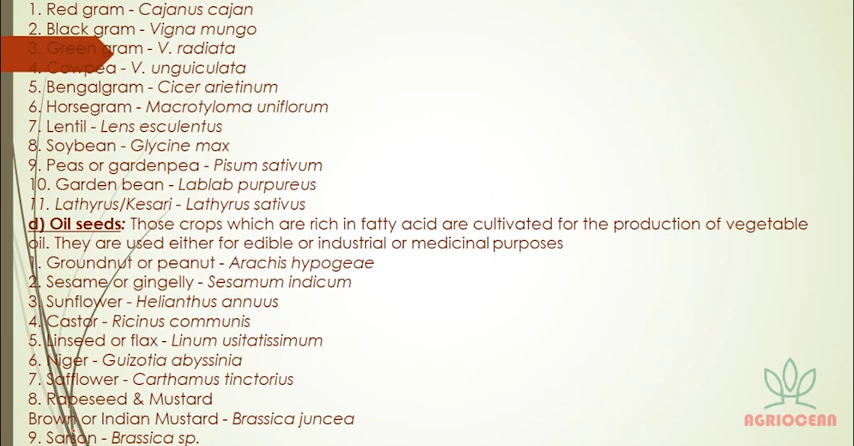 1. Red gram - Cajanus cajan
2. Black gram - Vigna mungo
3. Green gram - V. radiata
4. Cowpea - V. unguiculata
5. Bengalgram - Cicer arietinum
6. Horsegram - Macrotyloma uniflorum
7. Lentil - Lens esculentus
8. Soybean - Glycine max
9. Peas or gardenpea - Pisum sativum
10. Garden bean - Lablab purpureus
11. Lathyrus/Kesari - Lathyrus sativus
d) Oil seeds: Those crops which are rich in fatty acid are cultivated for the production of vegetable
oil. They are used either for edible or industrial or medicinal purposes
1. Groundnut or peanut - Arachis hypogeae
2. Sesame or gingelly - Sesamum indicum
3. Sunflower - Helianthus annuus
4. Castor - Ricinus communis
5. Linseed or flax - Linum usitatissimum
6. Niger - Guizotia abyssinia
7. Safflower - Carthamus tinctorius
8. Rapeseed & Mustard
Brown or Indian Mustard - Brassica juncea
9. Sarson - Brassica sp.
AGRIOCEAN